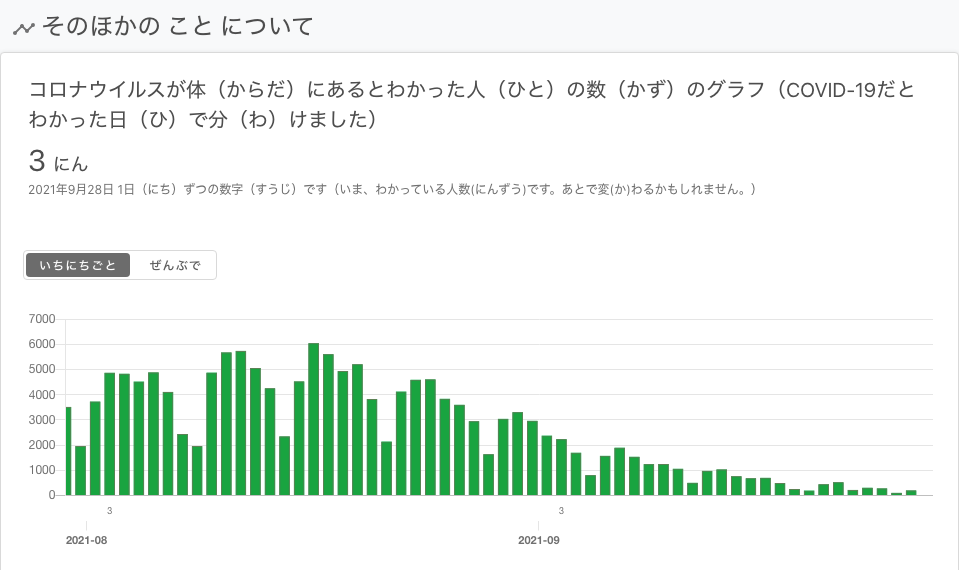 そのほかの こと について
コロナウイルスが体（からだ）にあるとわかった人（ひと）の数（かず）のグラフ（COVID-19だと
わかった日（ひ）で分（わ）けました）
3 にん
2021年9月28日 1日（にち）ずつの数字（すうじ）です（いま、わかっている人数(にんずう)です。あとで変(か)わるかもしれません。）
いちにちごと ぜんぶで
7000
6000
5000
4000
3000
2000
1000
0
3 3
2021-08 2021-09